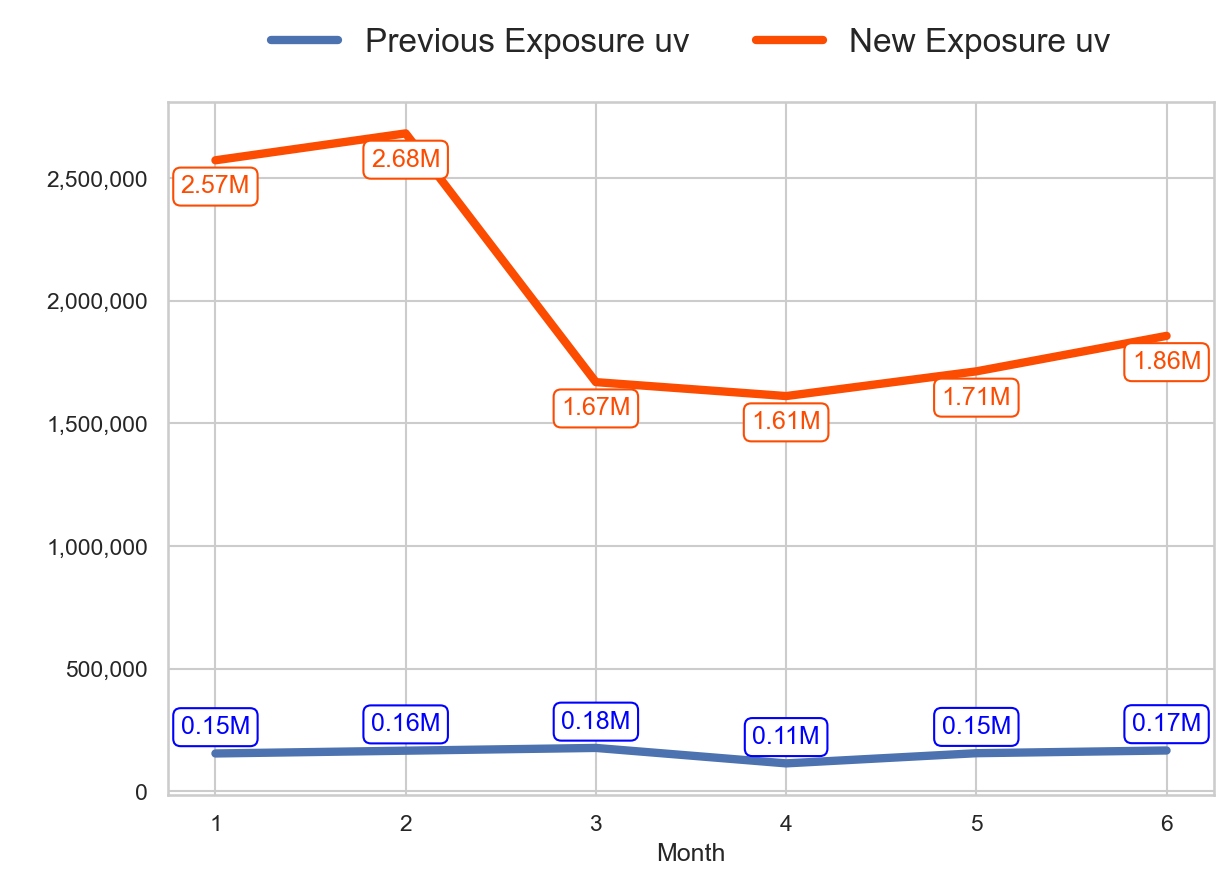 Previous Exposure uv New Exposure uv
2,500,000
2,000,000
1,500,000
1,000,000
500,000
0
2.57M 2.68M 1.67M 1.61M 1.71M 1.86M
0.15M 0.16M 0.18M 0.11M 0.15M 0.17M
1 2 3 4 5 6
Month